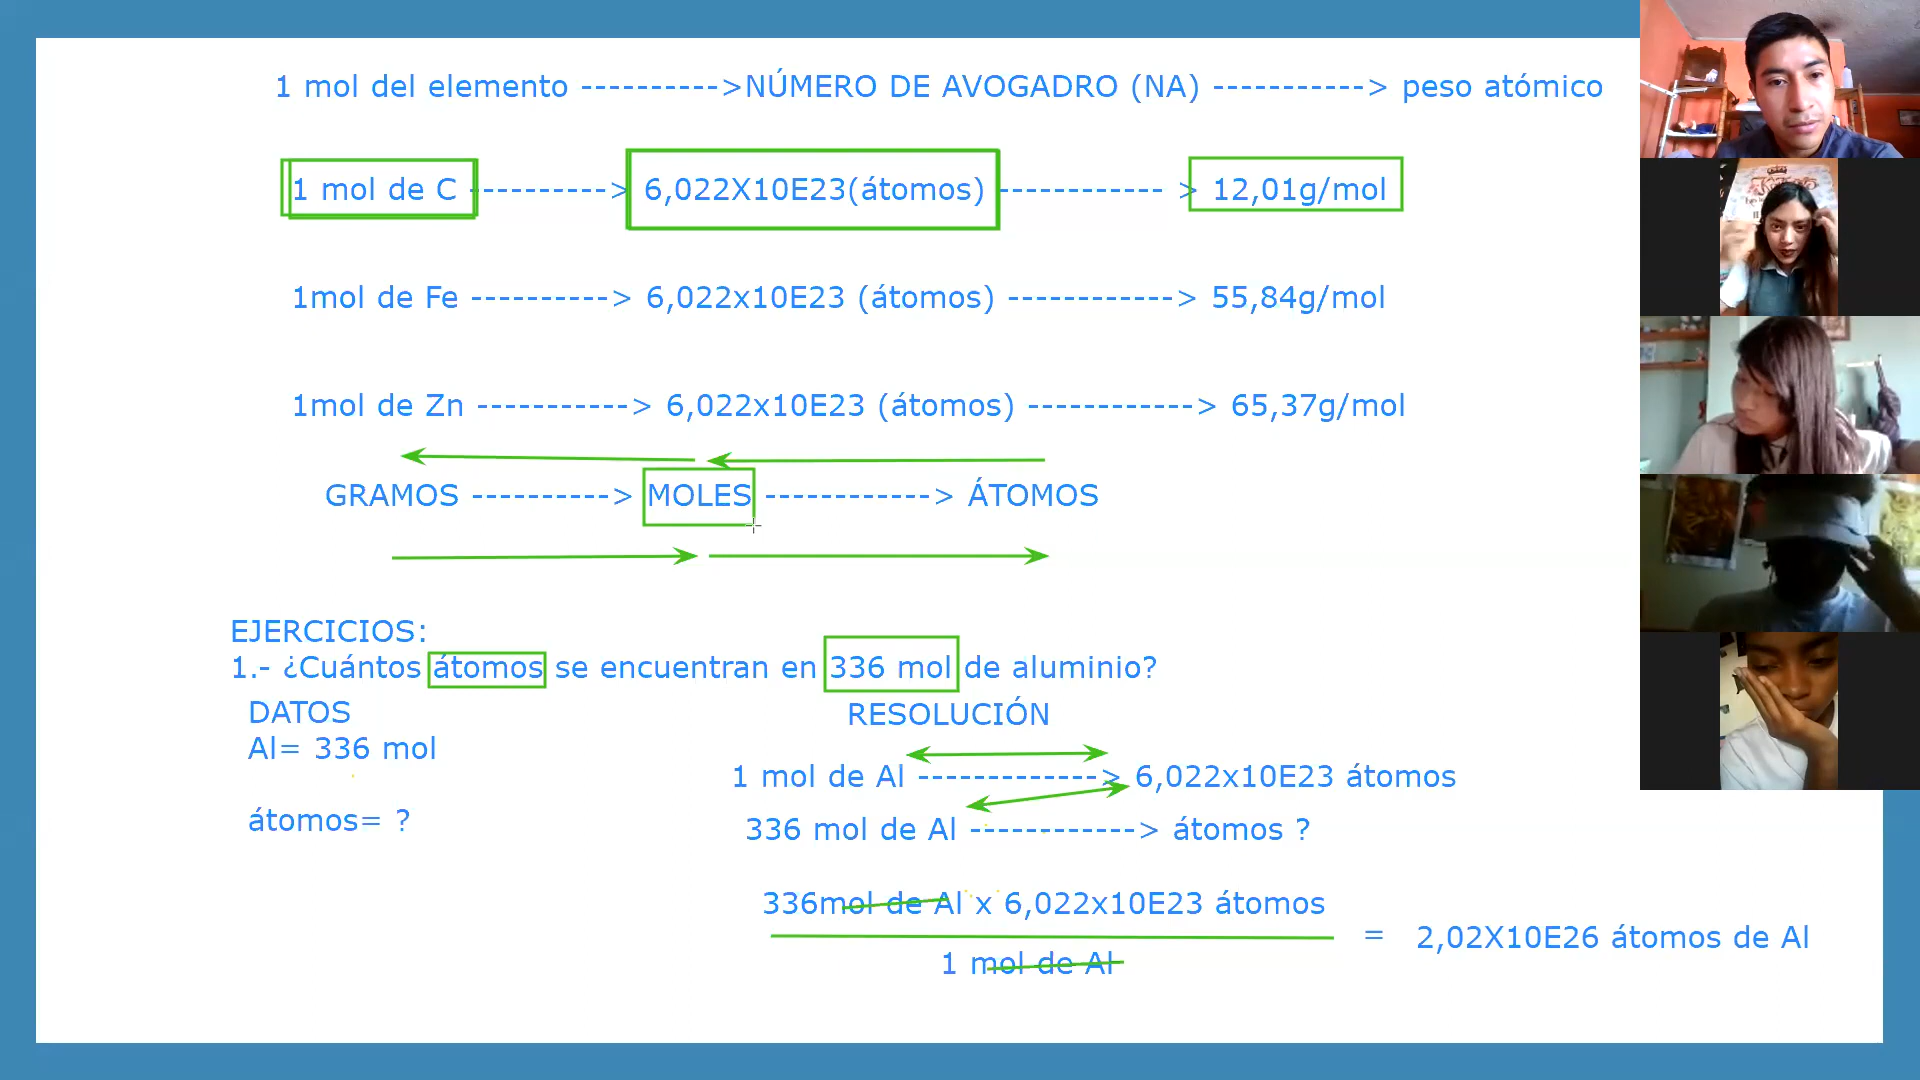 1 mol del elemento ---------->NÚMERO DE AVOGADRO (NA) -----------> peso atómico
1 mol de C ----------> 6,022X10E23(átomos) ------------ > 12,01g/mol
1mol de Fe ----------> 6,022x10E23 (átomos) ------------> 55,84g/mol
1mol de Zn -----------> 6,022x10E23 (átomos) ------------> 65,37g/mol
GRAMOS ----------> MOLES ------------> ÁTOMOS
EJERCICIOS:
1.- ¿Cuántos átomos se encuentran en 336 mol de aluminio?
DATOS
Al= 336 mol
átomos= ?
RESOLUCIÓN
1 mol de Al -------------> 6,022x10E23 átomos
336 mol de Al ------------> átomos ?
336mol de Al x 6,022x10E23 átomos
1 mol de Al
= 2,02X10E26 átomos de Al